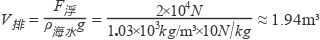 V排 = F浮/ρ海水g = 2×10⁴N/1.03×10³kg/m³×10N/kg ≈ 1.94m³